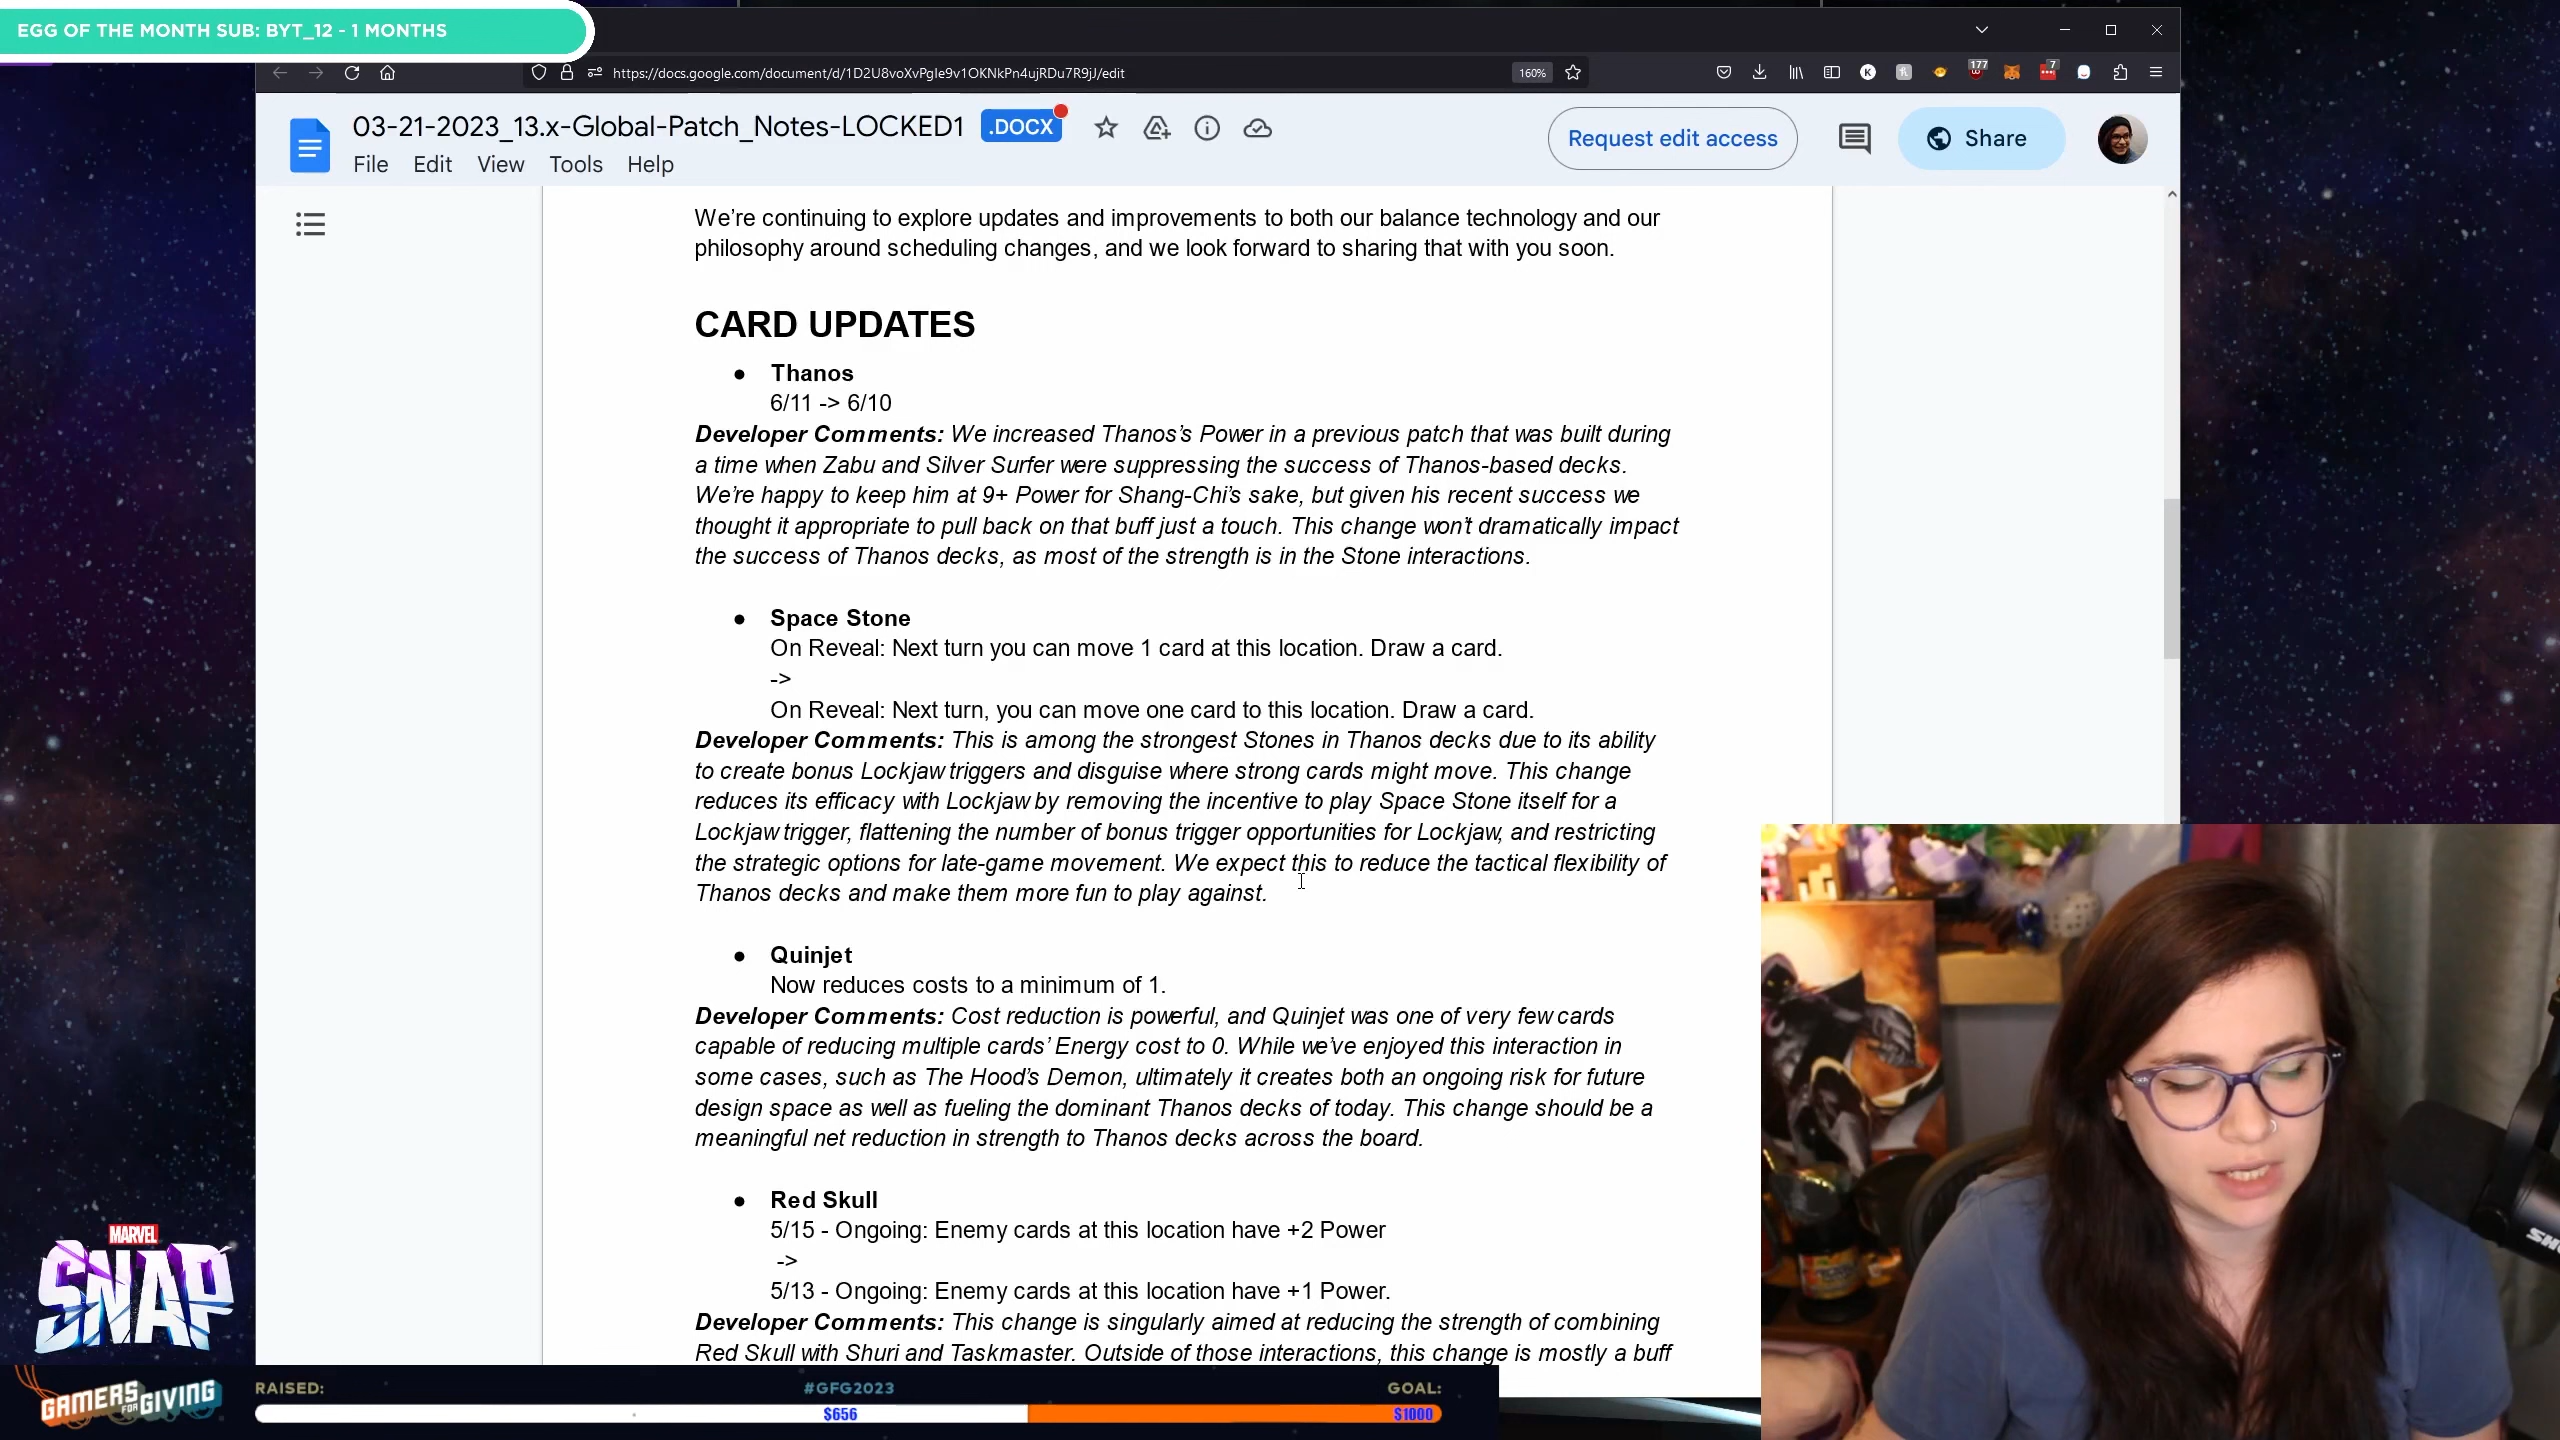 EGG OF THE MONTH SUB: BYT_12 - 1 MONTHS
https://docs.google.com/document/d/1D2U8voXvPgIe9v1OKNkPn4ujRDu7R9jJ/edit
160%
177
7
03-21-2023_13.x-Global-Patch_Notes-LOCKED1
.DOCX
Request edit access
Share
File Edit View Tools Help
We're continuing to explore updates and improvements to both our balance technology and our
philosophy around scheduling changes, and we look forward to sharing that with you soon.
CARD UPDATES
● Thanos
6/11 -> 6/10
Developer Comments: We increased Thanos's Power in a previous patch that was built during
a time when Zabu and Silver Surfer were suppressing the success of Thanos-based decks.
We're happy to keep him at 9+ Power for Shang-Chi's sake, but given his recent success we
thought it appropriate to pull back on that buff just a touch. This change won't dramatically impact
the success of Thanos decks, as most of the strength is in the Stone interactions.
● Space Stone
On Reveal: Next turn you can move 1 card at this location. Draw a card.
->
On Reveal: Next turn, you can move one card to this location. Draw a card.
Developer Comments: This is among the strongest Stones in Thanos decks due to its ability
to create bonus Lockjaw triggers and disguise where strong cards might move. This change
reduces its efficacy with Lockjaw by removing the incentive to play Space Stone itself for a
Lockjaw trigger, flattening the number of bonus trigger opportunities for Lockjaw, and restricting
the strategic options for late-game movement. We expect this to reduce the tactical flexibility of
Thanos decks and make them more fun to play against.
● Quinjet
Now reduces costs to a minimum of 1.
Developer Comments: Cost reduction is powerful, and Quinjet was one of very few cards
capable of reducing multiple cards' Energy cost to 0. While we've enjoyed this interaction in
some cases, such as The Hood's Demon, ultimately it creates both an ongoing risk for future
design space as well as fueling the dominant Thanos decks of today. This change should be a
meaningful net reduction in strength to Thanos decks across the board.
● Red Skull
5/15 - Ongoing: Enemy cards at this location have +2 Power
->
5/13 - Ongoing: Enemy cards at this location have +1 Power.
Developer Comments: This change is singularly aimed at reducing the strength of combining
Red Skull with Shuri and Taskmaster. Outside of those interactions, this change is mostly a buff
MARVEL
SNAP
GAMERS FOR GIVING
RAISED:
#GFG2023
GOAL:
$656
$1000